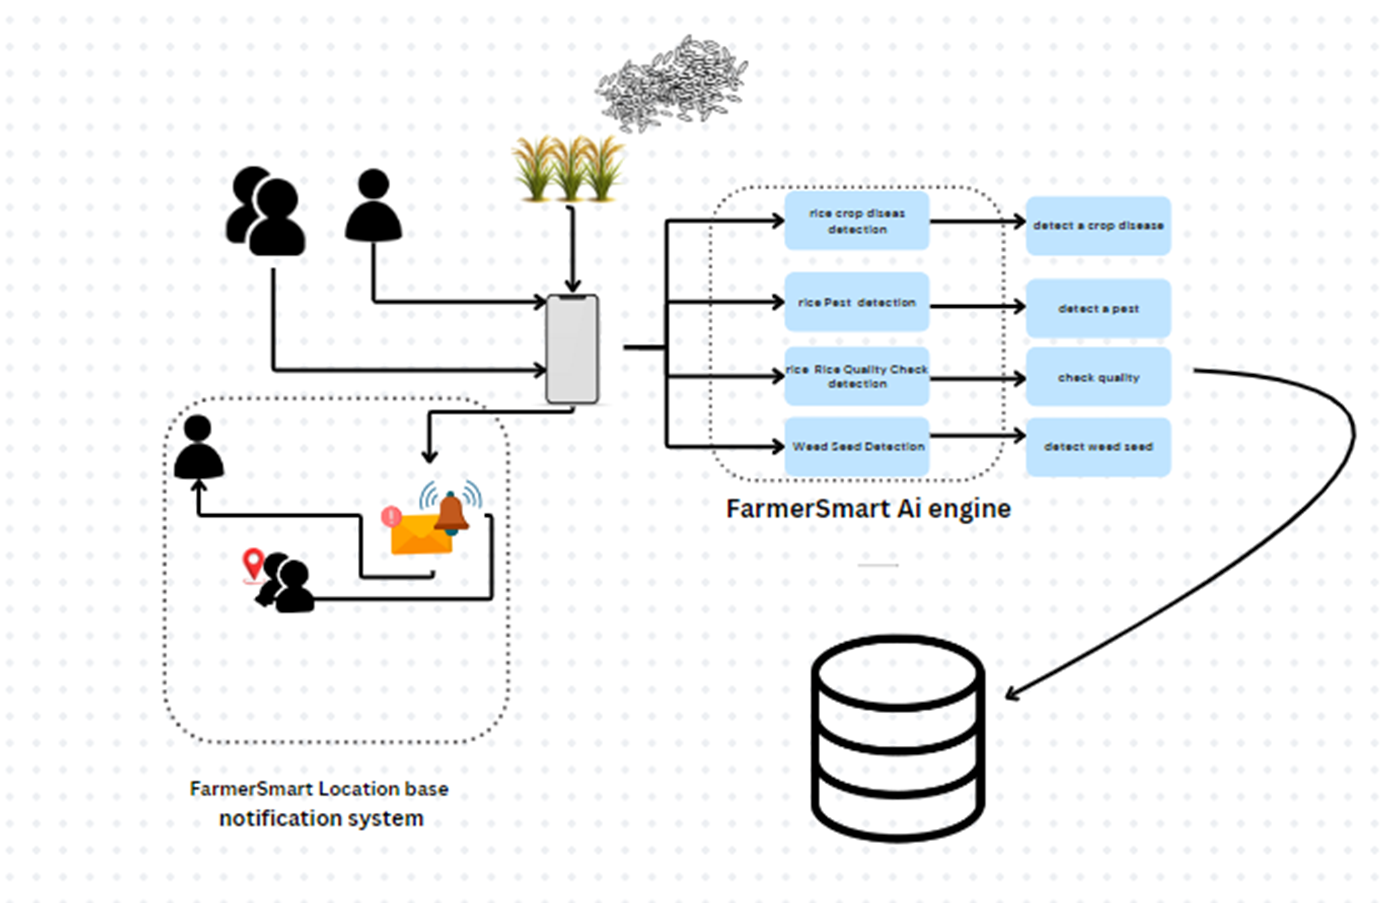 rice crop diseas
detection
detect a crop disease
rice Pest detection
detect a pest
rice Rice Quality Check
detection
check quality
Weed Seed Detection
detect weed seed
FarmerSmart Ai engine
FarmerSmart Location base
notification system